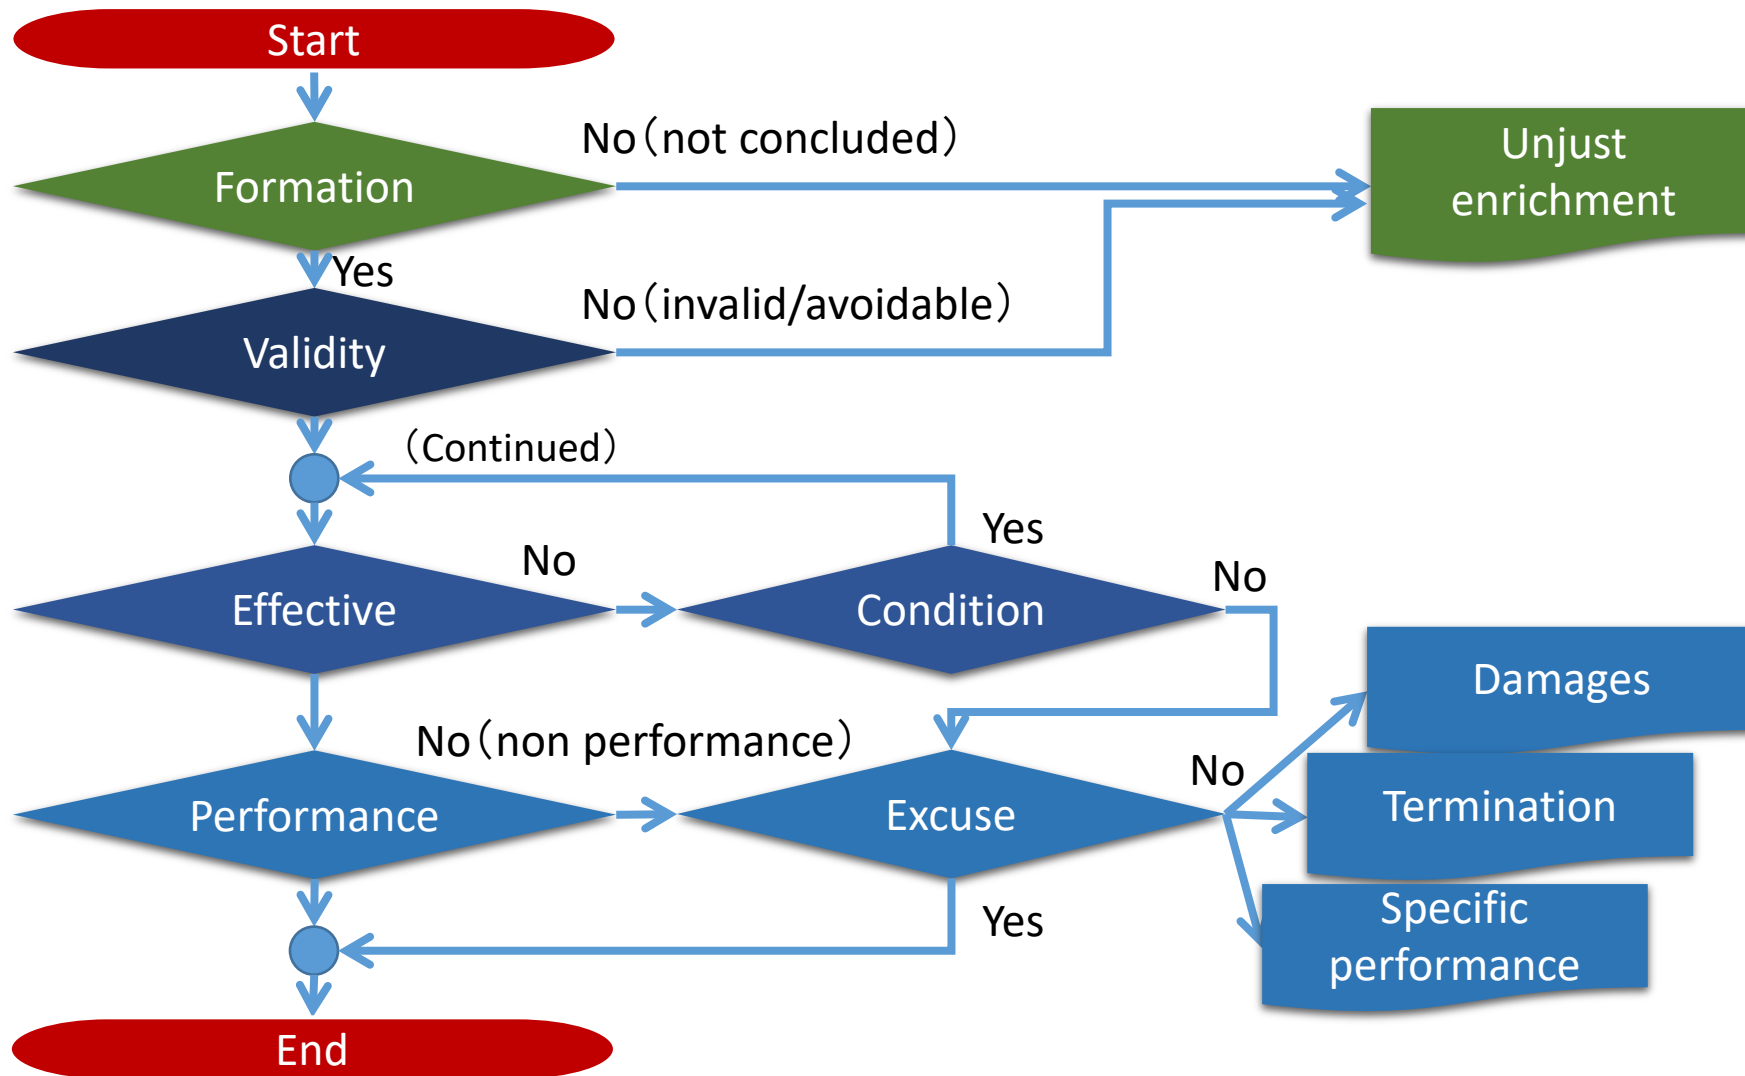 Start
No（not concluded）
Unjust
enrichment
Formation
Yes
No（invalid/avoidable）
Validity
（Continued）
Yes
No
No
Effective
Condition
Damages
No（non performance）
No
Termination
Performance
Excuse
Specific
performance
Yes
End